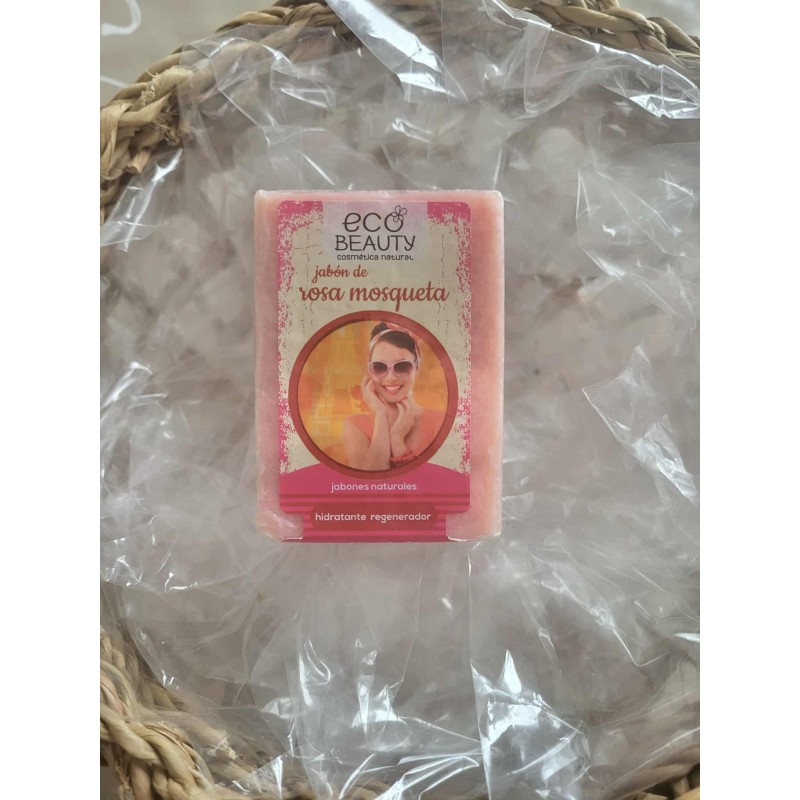 eco
BEAUTY
cosmética natural
jabón de
rosa mosqueta
jabones naturales
hidratante regenerador